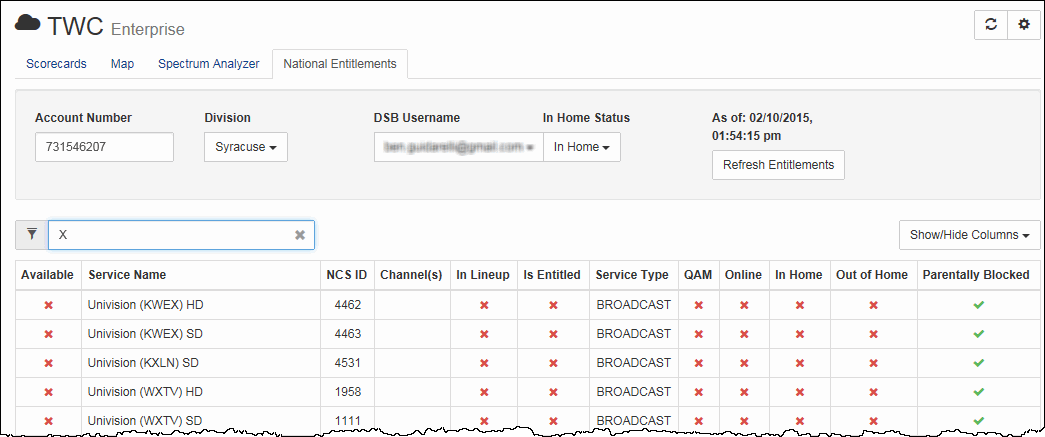 TWC Enterprise
Scorecards Map Spectrum Analyzer National Entitlements
Account Number Division DSB Username In Home Status As of: 02/10/2015,
01:54:15 pm
731546207 Syracuse In Home
Refresh Entitlements
X Show/Hide Columns
Available Service Name NCS ID Channel(s) In Lineup Is Entitled Service Type QAM Online In Home Out of Home Parentally Blocked
Univision (KWEX) HD 4462 BROADCAST
Univision (KWEX) SD 4463 BROADCAST
Univision (KXLN) SD 4531 BROADCAST
Univision (WXTV) HD 1958 BROADCAST
Univision (WXTV) SD 1111 BROADCAST